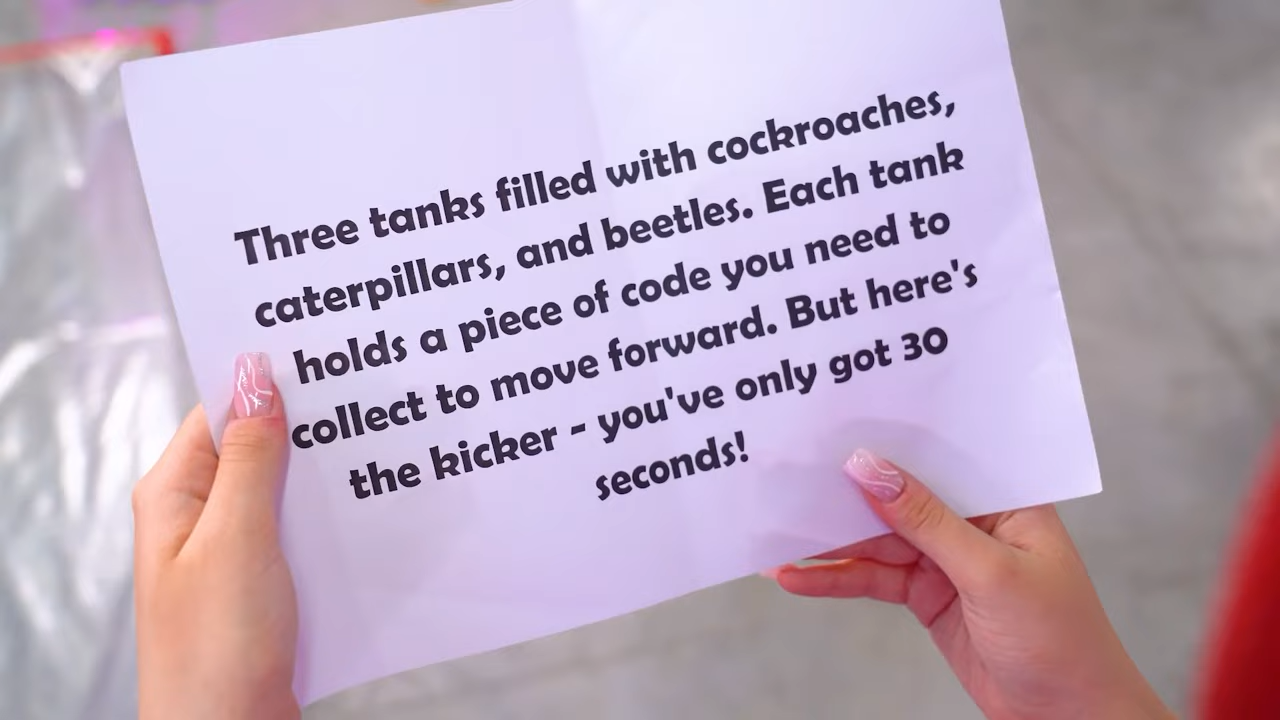 Three tanks filled with cockroaches,
caterpillars, and beetles. Each tank
holds a piece of code you need to
collect to move forward. But here's
the kicker - you've only got 30
seconds!